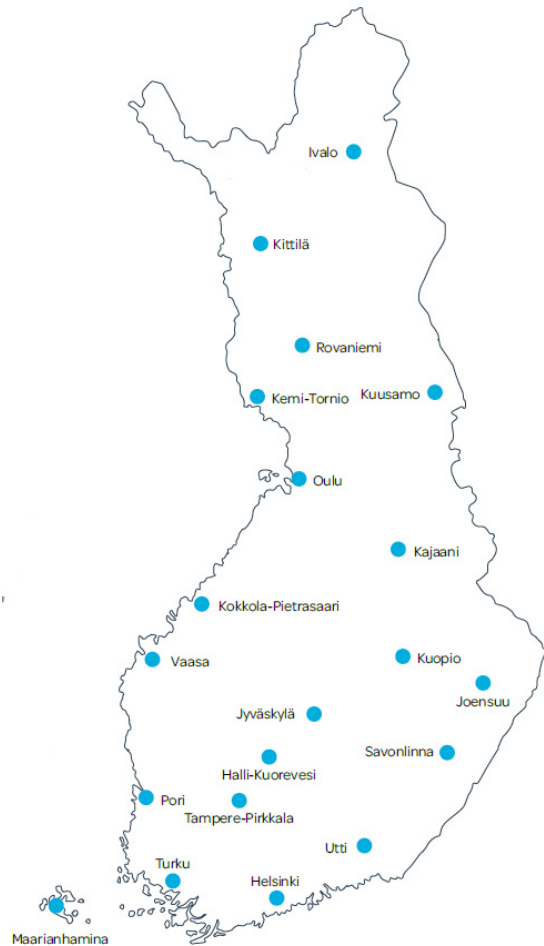 Ivalo
Kittilä
Rovaniemi
Kemi-Tornio
Kuusamo
Oulu
Kajaani
Kokkola-Pietrasaari
Vaasa
Kuopio
Joensuu
Jyväskylä
Savonlinna
Halli-Kuorevesi
Pori
Tampere-Pirkkala
Utti
Turku
Helsinki
Maarianhamina